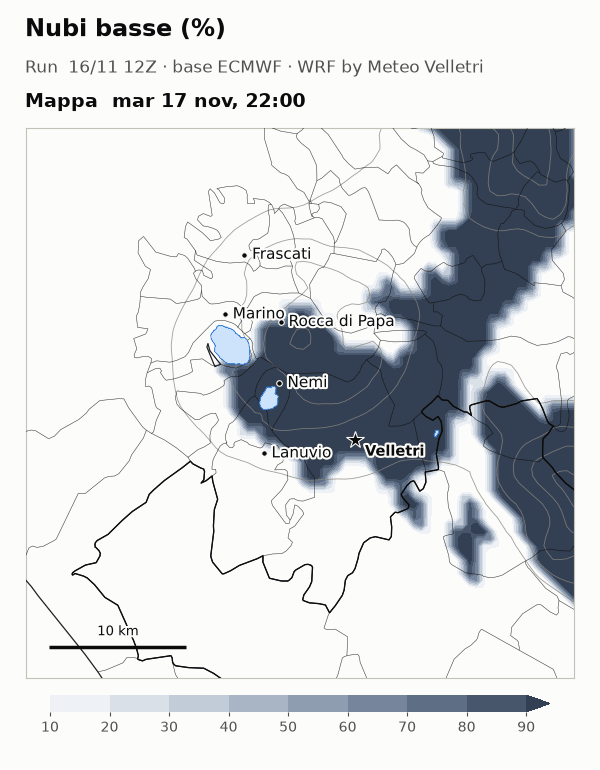 Nubi basse (%)
Run  16/11 12Z · base ECMWF · WRF by Meteo Velletri
Mappa  mar 17 nov, 22:00
Frascati
Marino
Rocca di Papa
Nemi
Velletri
Lanuvio
10 km
10 20 30 40 50 60 70 80 90